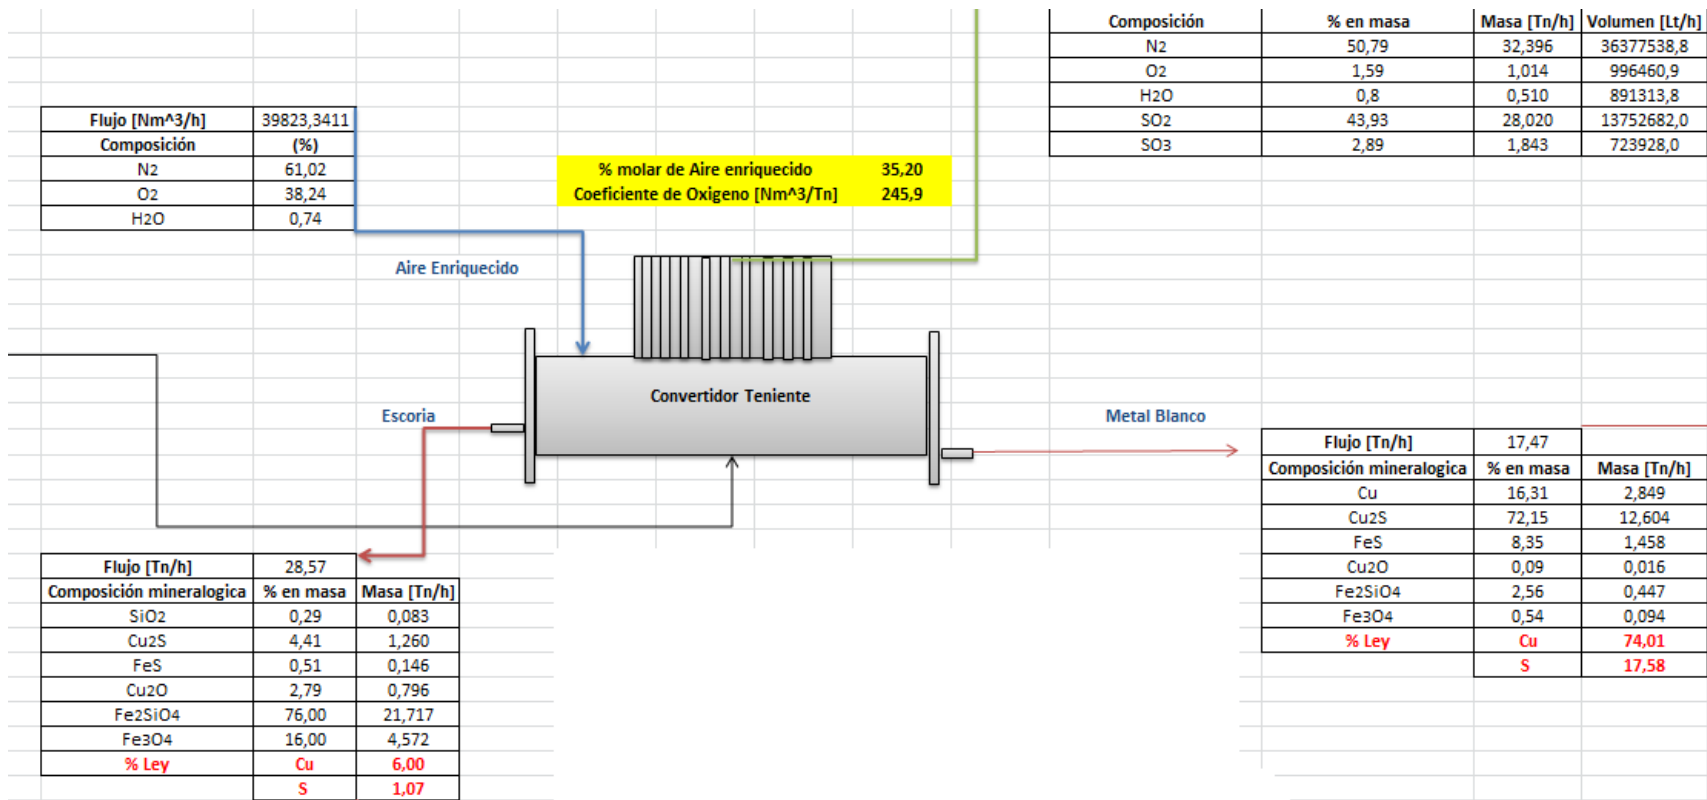 Composición % en masa Masa [Tn/h] Volumen [Lt/h]
N2 50,79 32,396 36377538,8
O2 1,59 1,014 996460,9
H2O 0,8 0,510 891313,8
SO2 43,93 28,020 13752682,0
SO3 2,89 1,843 723928,0
Flujo [Nm^3/h] 39823,3411
Composición (%)
N2 61,02
O2 38,24
H2O 0,74
% molar de Aire enriquecido 35,20
Coeficiente de Oxigeno [Nm^3/Tn] 245,9
Aire Enriquecido
Convertidor Teniente
Escoria
Metal Blanco
Flujo [Tn/h] 17,47
Composición mineralogica % en masa Masa [Tn/h]
Cu 16,31 2,849
Cu2S 72,15 12,604
FeS 8,35 1,458
Cu2O 0,09 0,016
Fe2SiO4 2,56 0,447
Fe3O4 0,54 0,094
% Ley Cu 74,01
S 17,58
Flujo [Tn/h] 28,57
Composición mineralogica % en masa Masa [Tn/h]
SiO2 0,29 0,083
Cu2S 4,41 1,260
FeS 0,51 0,146
Cu2O 2,79 0,796
Fe2SiO4 76,00 21,717
Fe3O4 16,00 4,572
% Ley Cu 6,00
S 1,07